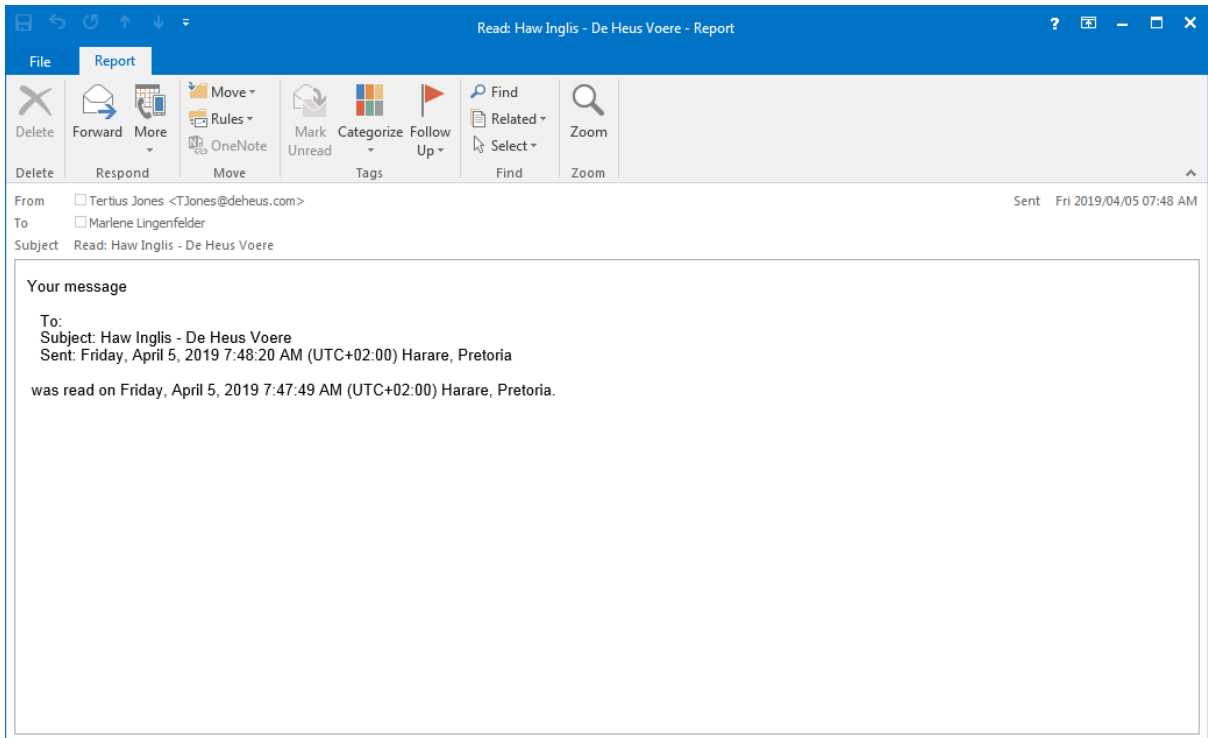 Read: Haw Inglis - De Heus Voere - Report
?
File Report
Delete
Forward
More
Move
Rules
OneNote
Mark Unread
Categorize
Follow Up
Find
Related
Select
Zoom
Delete Respond Move Tags Find Zoom
From Tertius Jones <TJones@deheus.com> Sent Fri 2019/04/05 07:48 AM
To Marlene Lingenfelder
Subject Read: Haw Inglis - De Heus Voere
Your message
To:
Subject: Haw Inglis - De Heus Voere
Sent: Friday, April 5, 2019 7:48:20 AM (UTC+02:00) Harare, Pretoria
was read on Friday, April 5, 2019 7:47:49 AM (UTC+02:00) Harare, Pretoria.